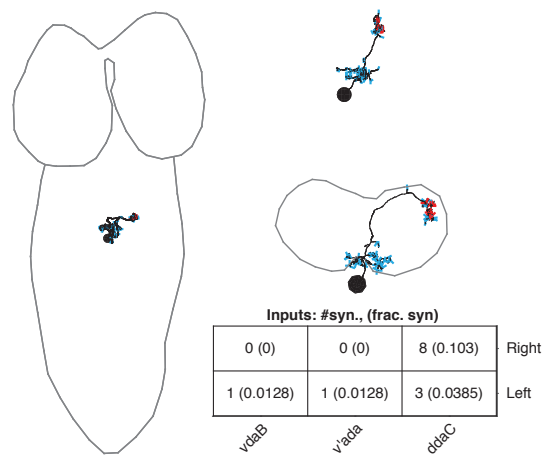 Inputs: #syn., (frac. syn)
0 (0) 0 (0) 8 (0.103) Right
1 (0.0128) 1 (0.0128) 3 (0.0385) Left
vdaB v'ada ddaC